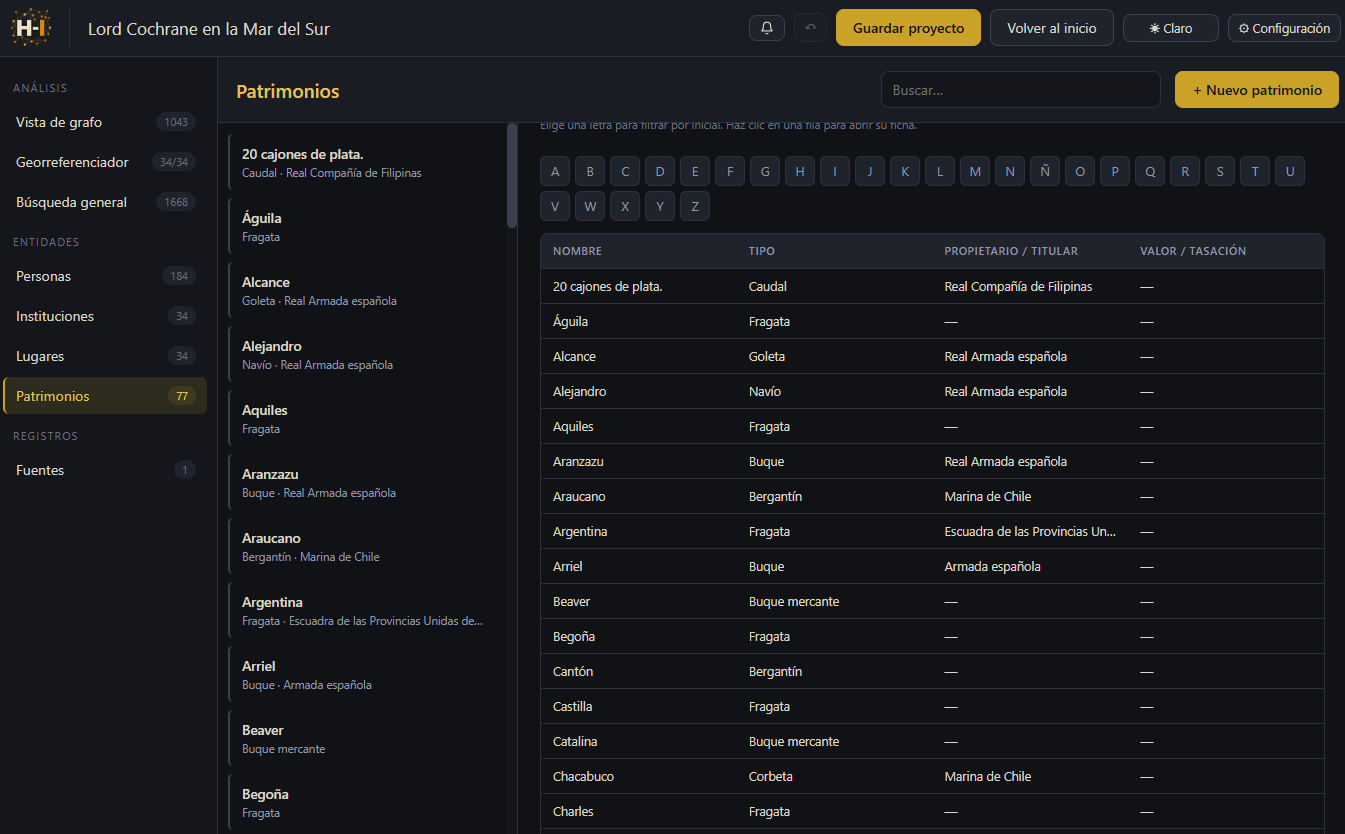 H-I
Lord Cochrane en la Mar del Sur
Guardar proyecto
Volver al inicio
☀ Claro
⚙ Configuración
ANÁLISIS
Vista de grafo 1043
Georreferenciador 34/34
Búsqueda general 1668
ENTIDADES
Personas 184
Instituciones 34
Lugares 34
Patrimonios 77
REGISTROS
Fuentes 1
Patrimonios
Buscar...
+ Nuevo patrimonio
20 cajones de plata.
Caudal · Real Compañía de Filipinas
Águila
Fragata
Alcance
Goleta · Real Armada española
Alejandro
Navío · Real Armada española
Aquiles
Fragata
Aranzazu
Buque · Real Armada española
Araucano
Bergantín · Marina de Chile
Argentina
Fragata · Escuadra de las Provincias Unidas de...
Arriel
Buque · Armada española
Beaver
Buque mercante
Begoña
Fragata
Elige una letra para filtrar por inicial. Haz clic en una fila para abrir su ficha.
A B C D E F G H I J K L M N Ñ O P Q R S T U
V W X Y Z
NOMBRE TIPO PROPIETARIO / TITULAR VALOR / TASACIÓN
20 cajones de plata. Caudal Real Compañía de Filipinas —
Águila Fragata — —
Alcance Goleta Real Armada española —
Alejandro Navío Real Armada española —
Aquiles Fragata — —
Aranzazu Buque Real Armada española —
Araucano Bergantín Marina de Chile —
Argentina Fragata Escuadra de las Provincias Un... —
Arriel Buque Armada española —
Beaver Buque mercante — —
Begoña Fragata — —
Cantón Bergantín — —
Castilla Fragata — —
Catalina Buque mercante — —
Chacabuco Corbeta Marina de Chile —
Charles Fragata — —